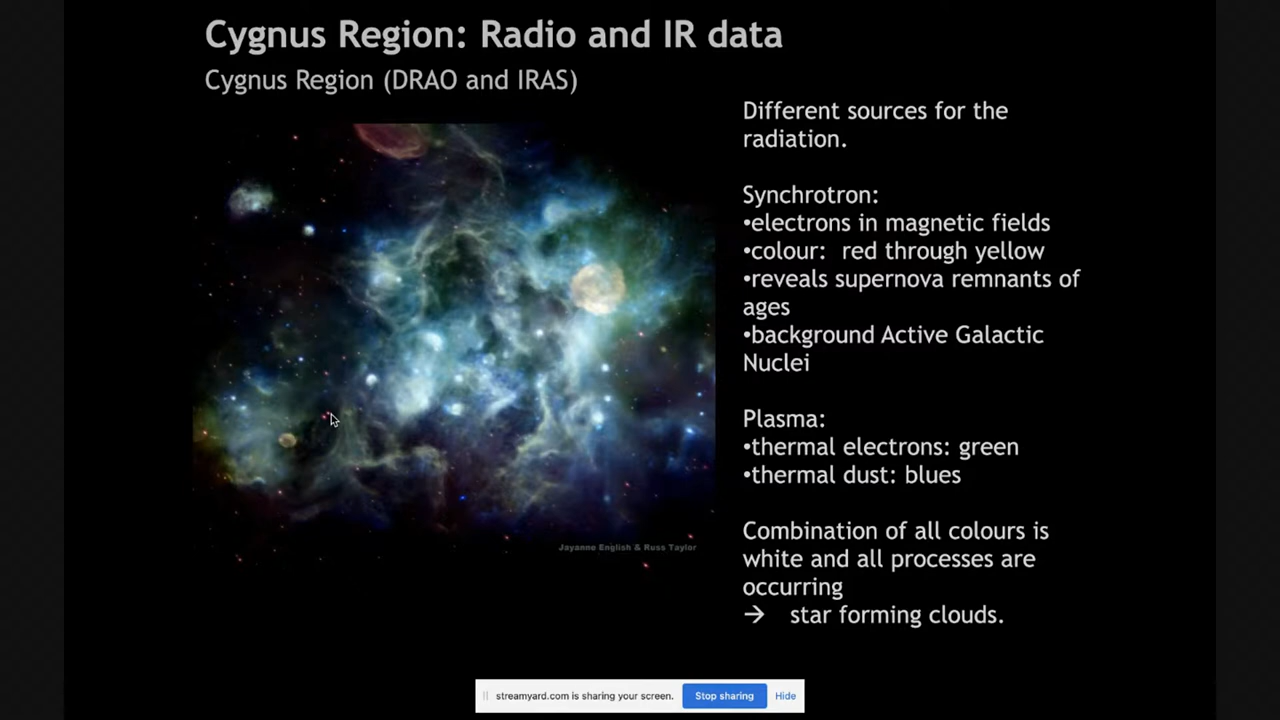 Cygnus Region: Radio and IR data
Cygnus Region (DRAO and IRAS)
Different sources for the
radiation.
Synchrotron:
•electrons in magnetic fields
•colour: red through yellow
•reveals supernova remnants of
ages
•background Active Galactic
Nuclei
Plasma:
•thermal electrons: green
•thermal dust: blues
Combination of all colours is
white and all processes are
occurring
→ star forming clouds.
Jayanne English & Russ Taylor
streamyard.com is sharing your screen.
Stop sharing
Hide